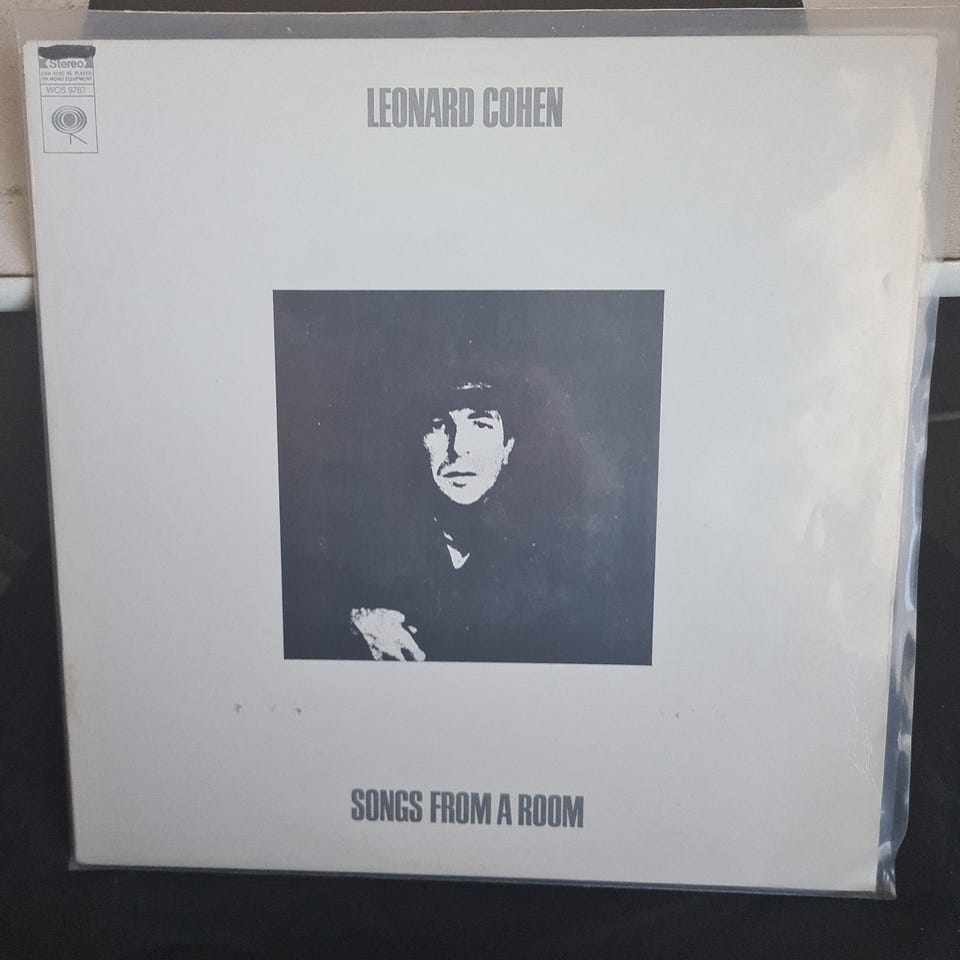 Stereo
CAN ALSO BE PLAYED
ON MONO EQUIPMENT
WCS 9767
LEONARD COHEN
SONGS FROM A ROOM